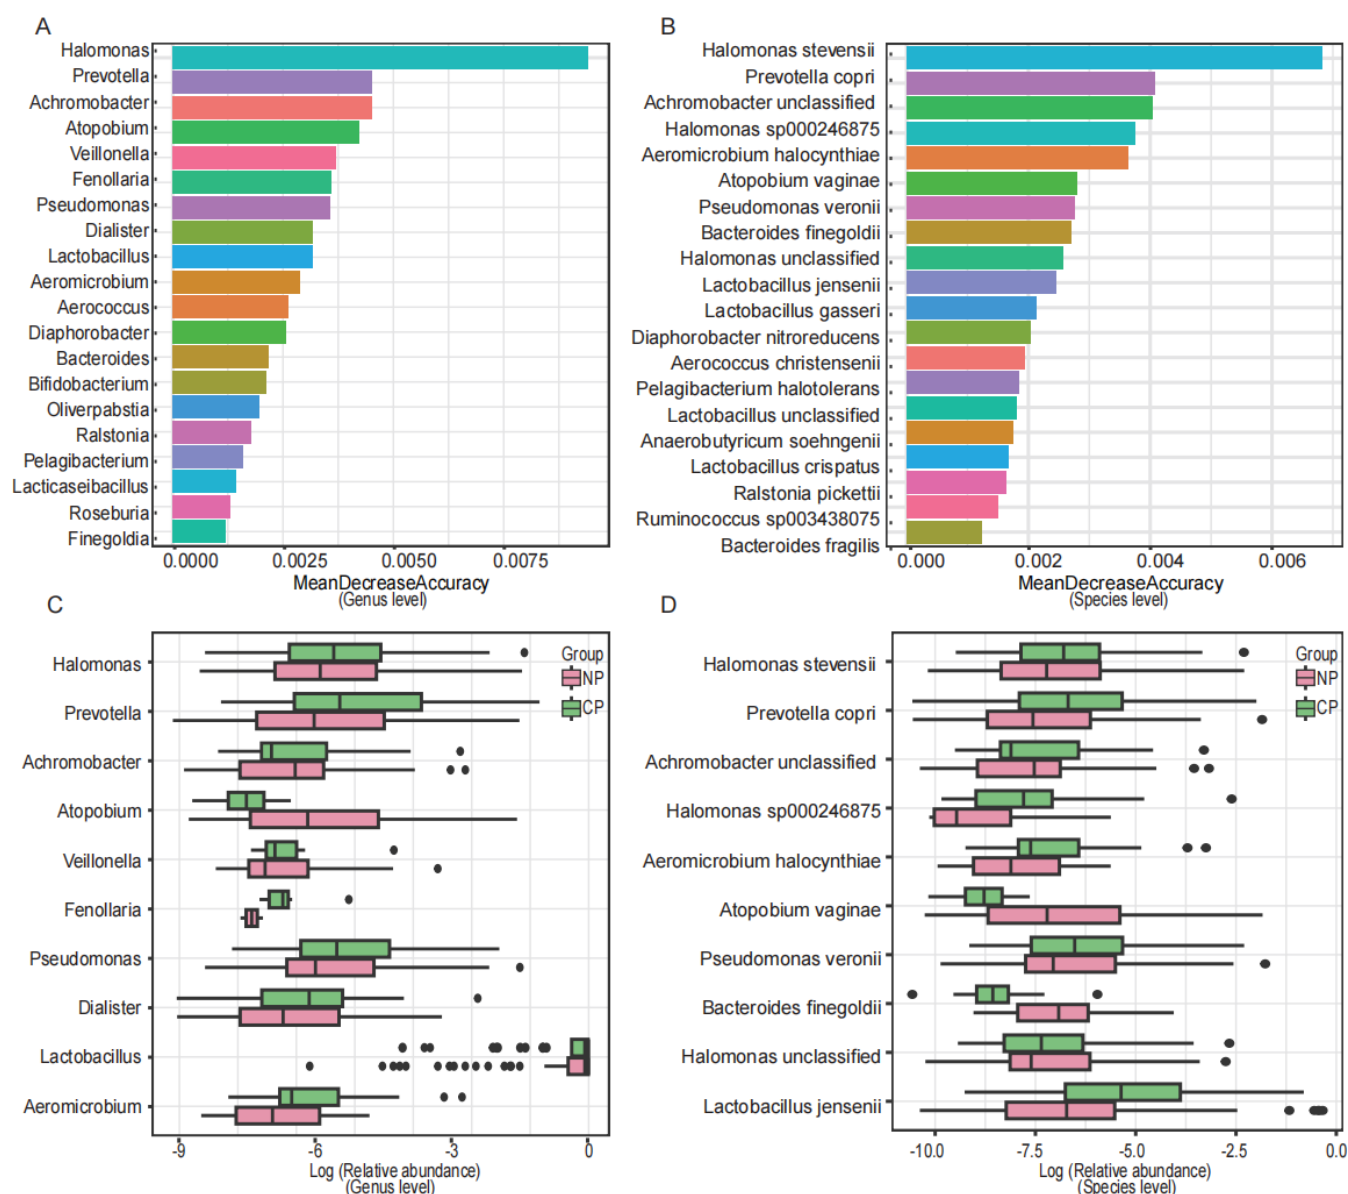 A
Halomonas
Prevotella
Achromobacter
Atopobium
Veillonella
Fenollaria
Pseudomonas
Dialister
Lactobacillus
Aeromicrobium
Aerococcus
Diaphorobacter
Bacteroides
Bifidobacterium
Oliverpabstia
Ralstonia
Pelagibacterium
Lacticaseibacillus
Roseburia
Finegoldia
0.0000 0.0025 0.0050 0.0075
MeanDecreaseAccuracy
(Genus level)
B
Halomonas stevensii
Prevotella copri
Achromobacter unclassified
Halomonas sp000246875
Aeromicrobium halocynthiae
Atopobium vaginae
Pseudomonas veronii
Bacteroides finegoldii
Halomonas unclassified
Lactobacillus jensenii
Lactobacillus gasseri
Diaphorobacter nitroreducens
Aerococcus christensenii
Pelagibacterium halotolerans
Lactobacillus unclassified
Anaerobutyricum soehngenii
Lactobacillus crispatus
Ralstonia pickettii
Ruminococcus sp003438075
Bacteroides fragilis
0.000 0.002 0.004 0.006
MeanDecreaseAccuracy
(Species level)
C
Halomonas
Prevotella
Achromobacter
Atopobium
Veillonella
Fenollaria
Pseudomonas
Dialister
Lactobacillus
Aeromicrobium
Group
NP
CP
-9 -6 -3 0
Log (Relative abundance)
(Genus level)
D
Halomonas stevensii
Prevotella copri
Achromobacter unclassified
Halomonas sp000246875
Aeromicrobium halocynthiae
Atopobium vaginae
Pseudomonas veronii
Bacteroides finegoldii
Halomonas unclassified
Lactobacillus jensenii
Group
NP
CP
-10.0 -7.5 -5.0 -2.5 0.0
Log (Relative abundance)
(Species level)